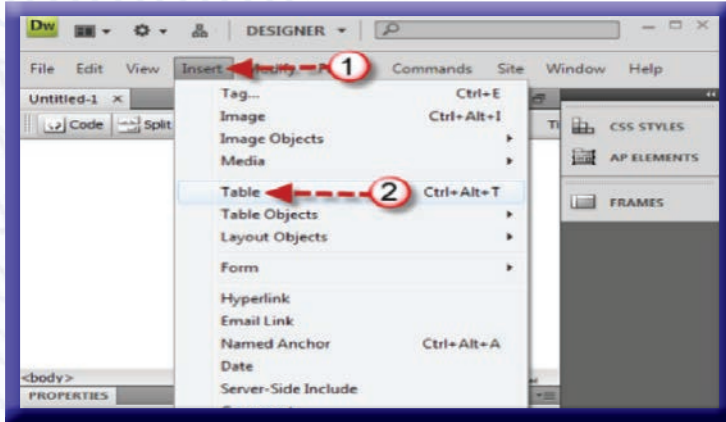 Dw DESIGNER
File Edit View Insert Modify Commands Site Window Help
Untitled-1 ×
Code Split
Tag... Ctrl+E
Image Ctrl+Alt+I
Image Objects
Media
Table Ctrl+Alt+T
Table Objects
Layout Objects
Form
Hyperlink
Email Link
Named Anchor Ctrl+Alt+A
Date
Server-Side Include
1
2
CSS STYLES
AP ELEMENTS
FRAMES
<body>
PROPERTIES